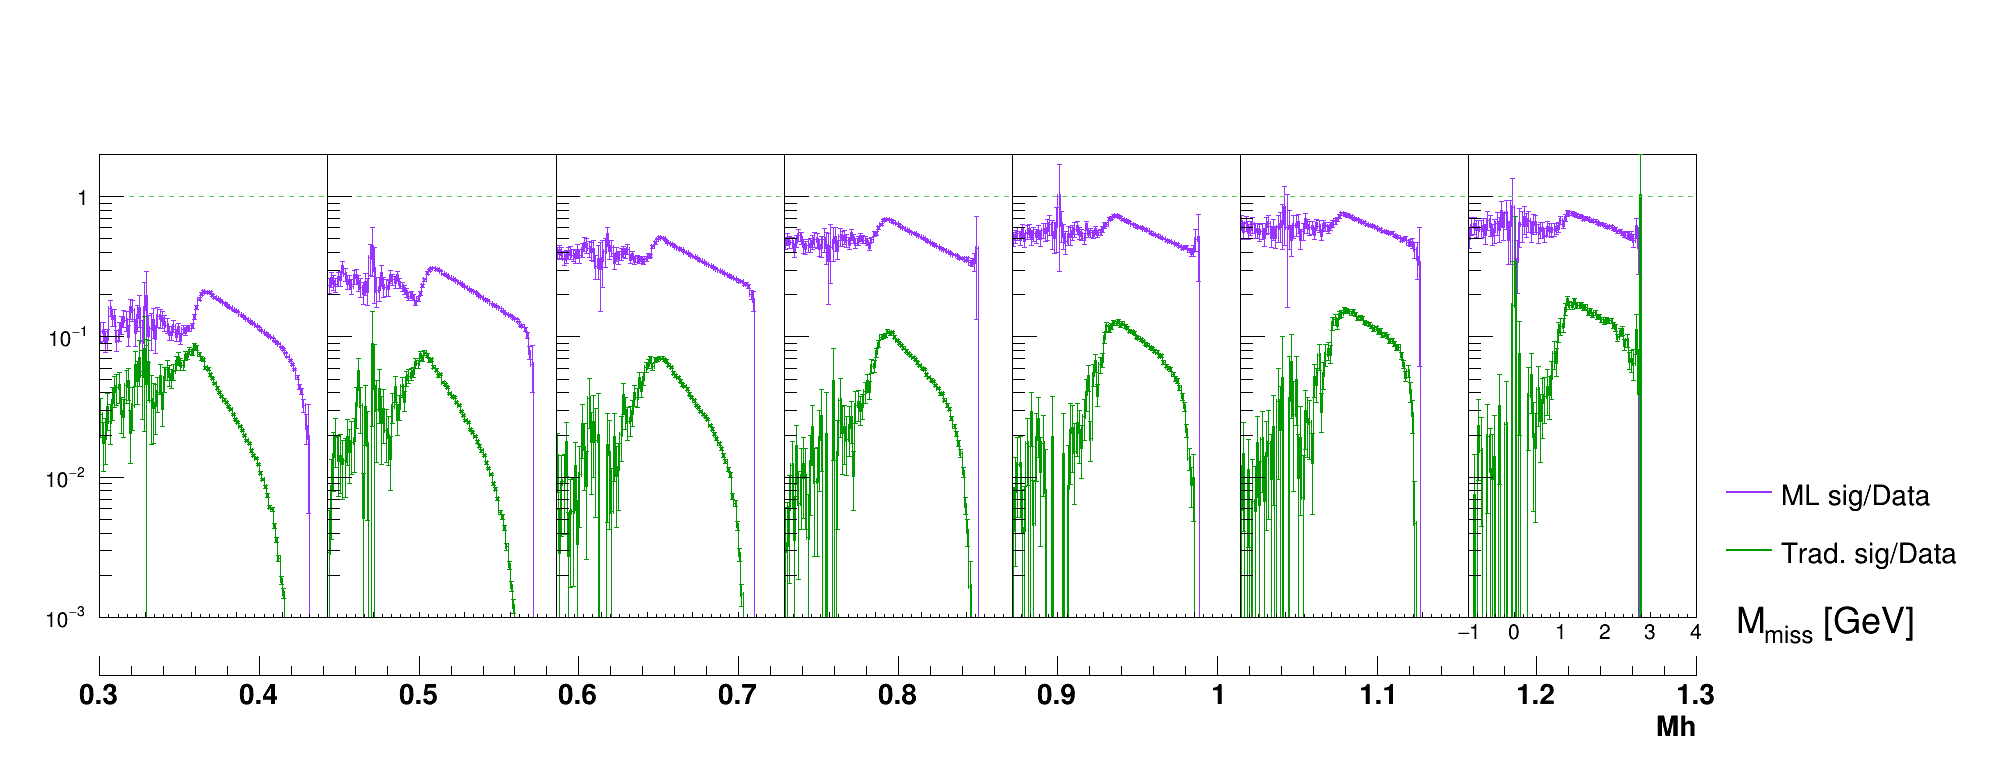 1
10⁻¹
10⁻²
10⁻³
ML sig/Data
Trad. sig/Data
−1 0 1 2 3 4
M_miss [GeV]
0.3 0.4 0.5 0.6 0.7 0.8 0.9 1 1.1 1.2 1.3
Mh